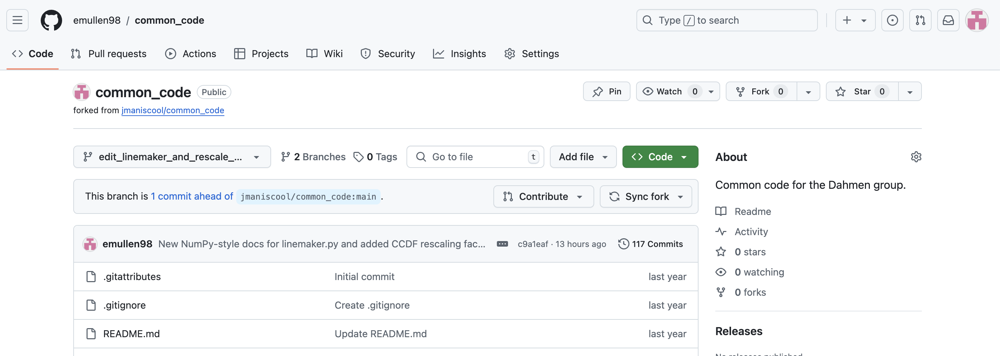 emullen98 / common_code
Type / to search
Code
Pull requests
Actions
Projects
Wiki
Security
Insights
Settings
common_code
Public
Pin
Watch 0
Fork 0
Star 0
forked from jmaniscool/common_code
edit_linemaker_and_rescale_...
2 Branches
0 Tags
Go to file
t
Add file
Code
About
This branch is 1 commit ahead of jmaniscool/common_code:main .
Contribute
Sync fork
Common code for the Dahmen group.
Readme
Activity
0 stars
0 watching
0 forks
emullen98 New NumPy-style docs for linemaker.py and added CCDF rescaling fac... c9a1eaf · 13 hours ago 117 Commits
.gitattributes Initial commit last year
.gitignore Create .gitignore last year
README.md Update README.md last year
Releases
No releases published